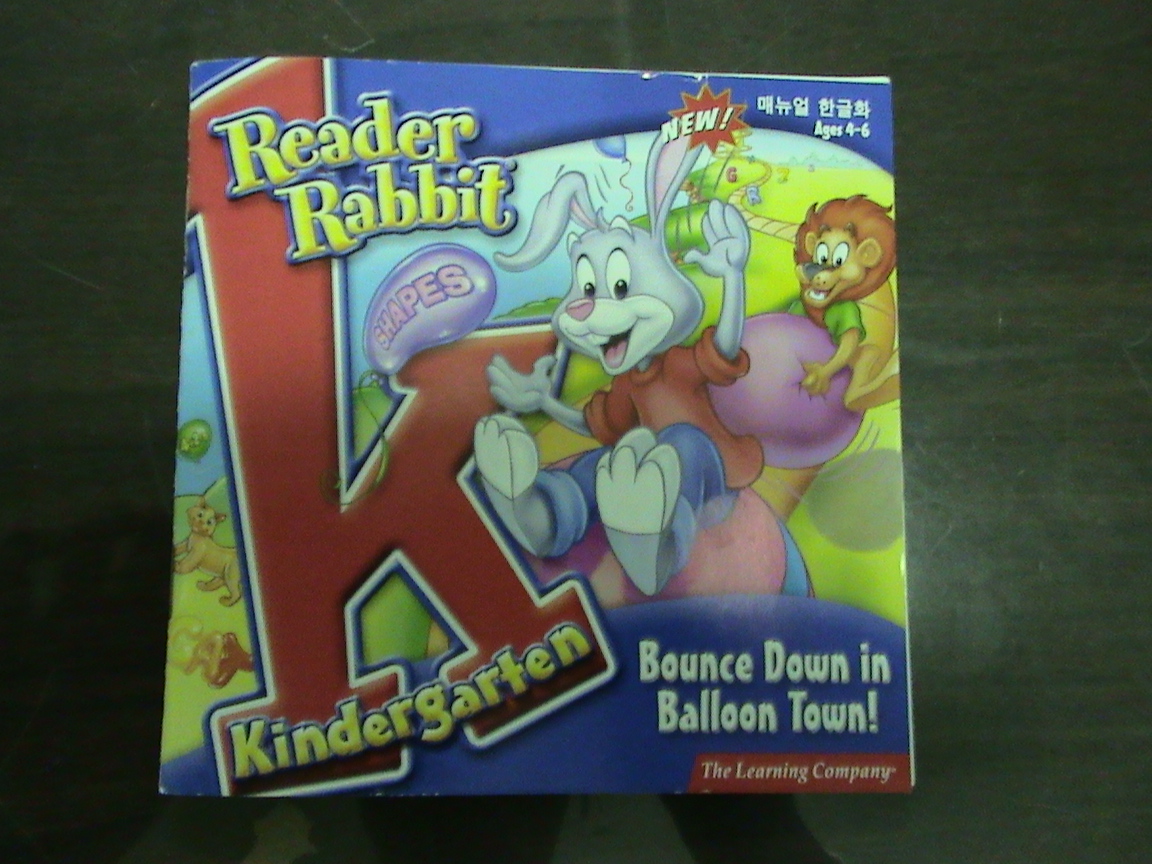 Reader
Rabbit
NEW!
매뉴얼 한글화
Ages 4-6
SHAPES
G
R
7
K
Kindergarten
Bounce Down in
Balloon Town!
The Learning Company